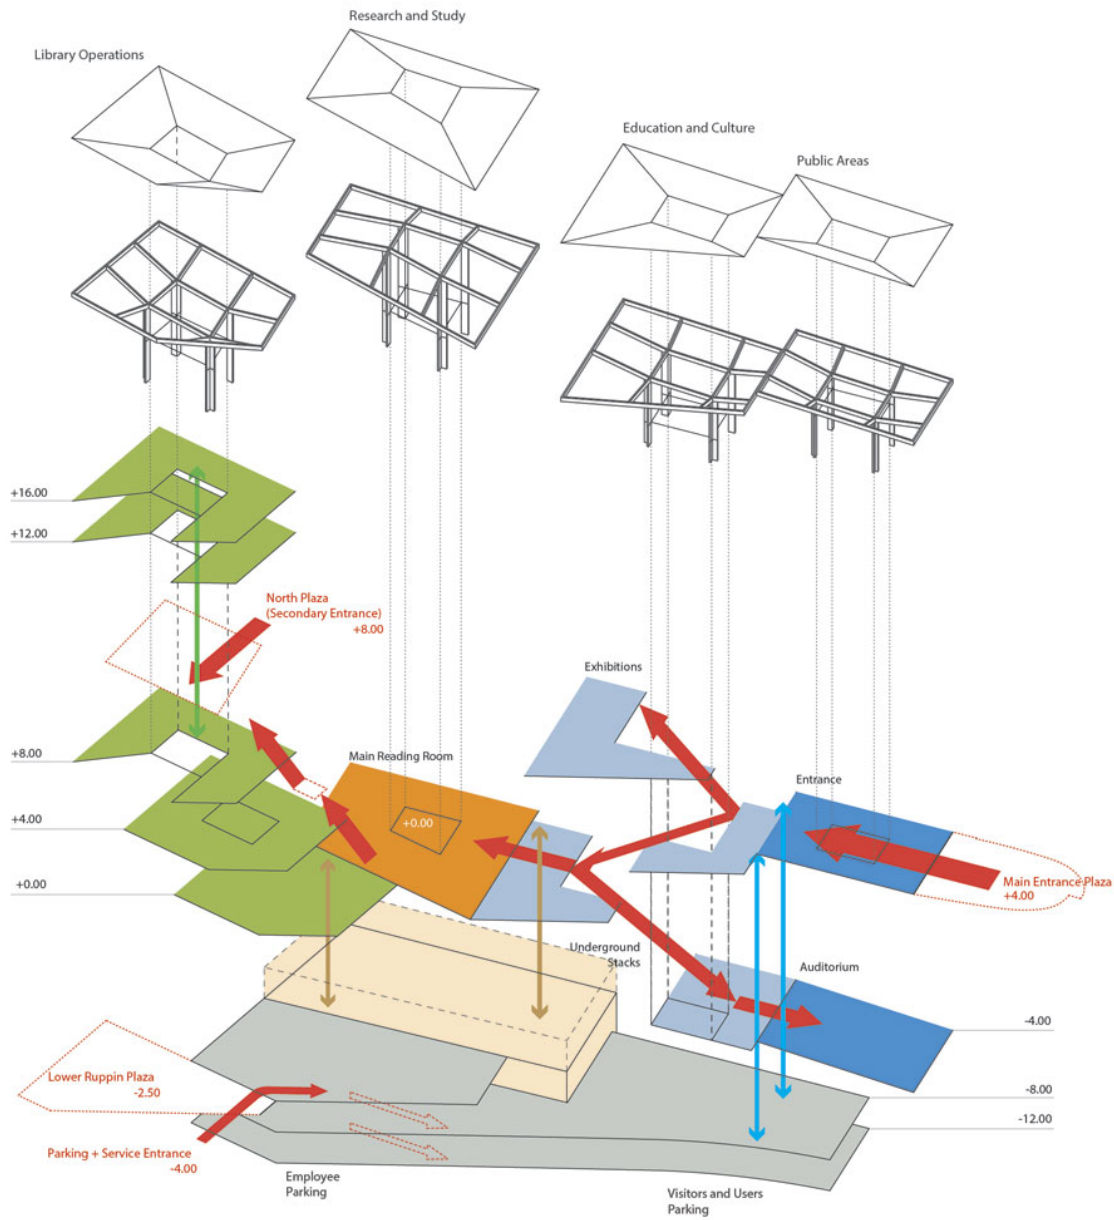 Research and Study
Library Operations
Education and Culture
Public Areas
+16.00
+12.00
North Plaza
(Secondary Entrance)
+8.00
Exhibitions
+8.00
Main Reading Room
Entrance
+4.00
+0.00
+0.00
Main Entrance Plaza
+4.00
Underground
Stacks
Auditorium
-4.00
Lower Ruppin Plaza
-2.50
-8.00
-12.00
Parking + Service Entrance
-4.00
Employee
Parking
Visitors and Users
Parking